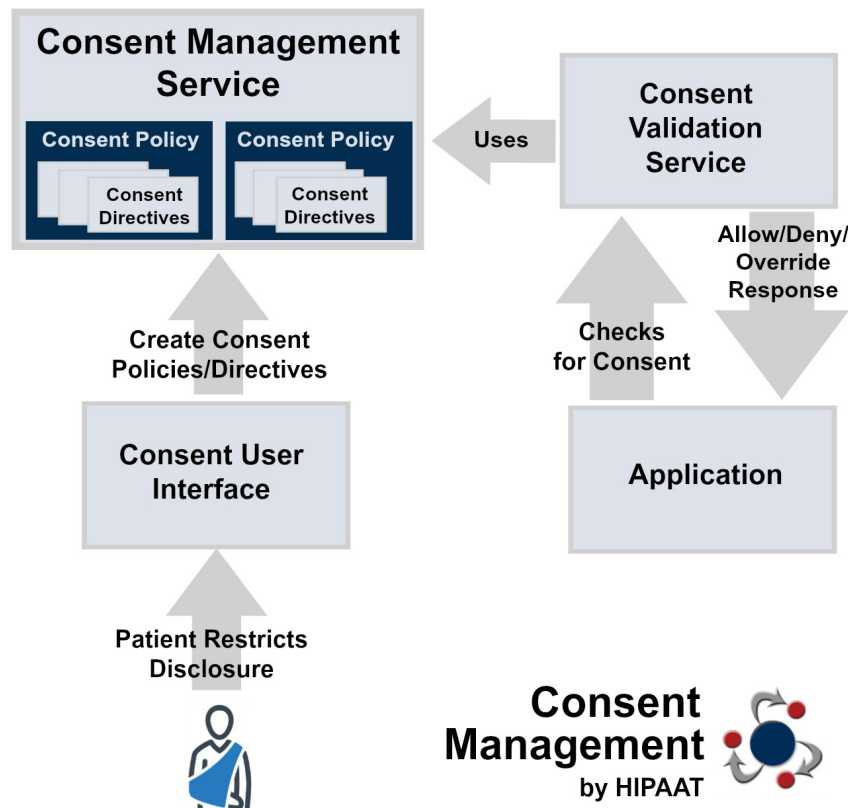 Consent Management
Service
Consent Policy
Consent
Directives
Consent Policy
Consent
Directives
Uses
Consent
Validation
Service
Allow/Deny/
Override
Response
Checks
for Consent
Create Consent
Policies/Directives
Consent User
Interface
Application
Patient Restricts
Disclosure
Consent
Management
by HIPAAT